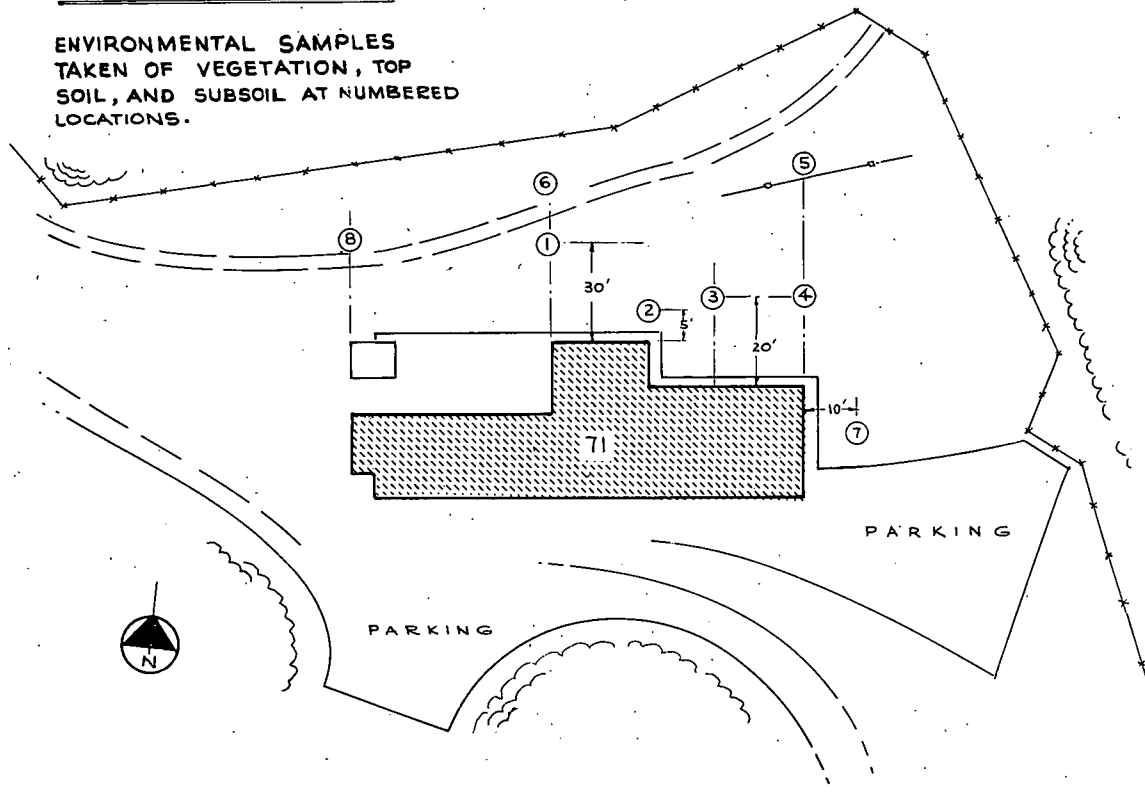 ENVIRONMENTAL SAMPLES
TAKEN OF VEGETATION, TOP
SOIL, AND SUBSOIL AT NUMBERED
LOCATIONS.
5
6
8
1
30'
2
5'
3
4
20'
71
10'
7
PARKING
PARKING
N